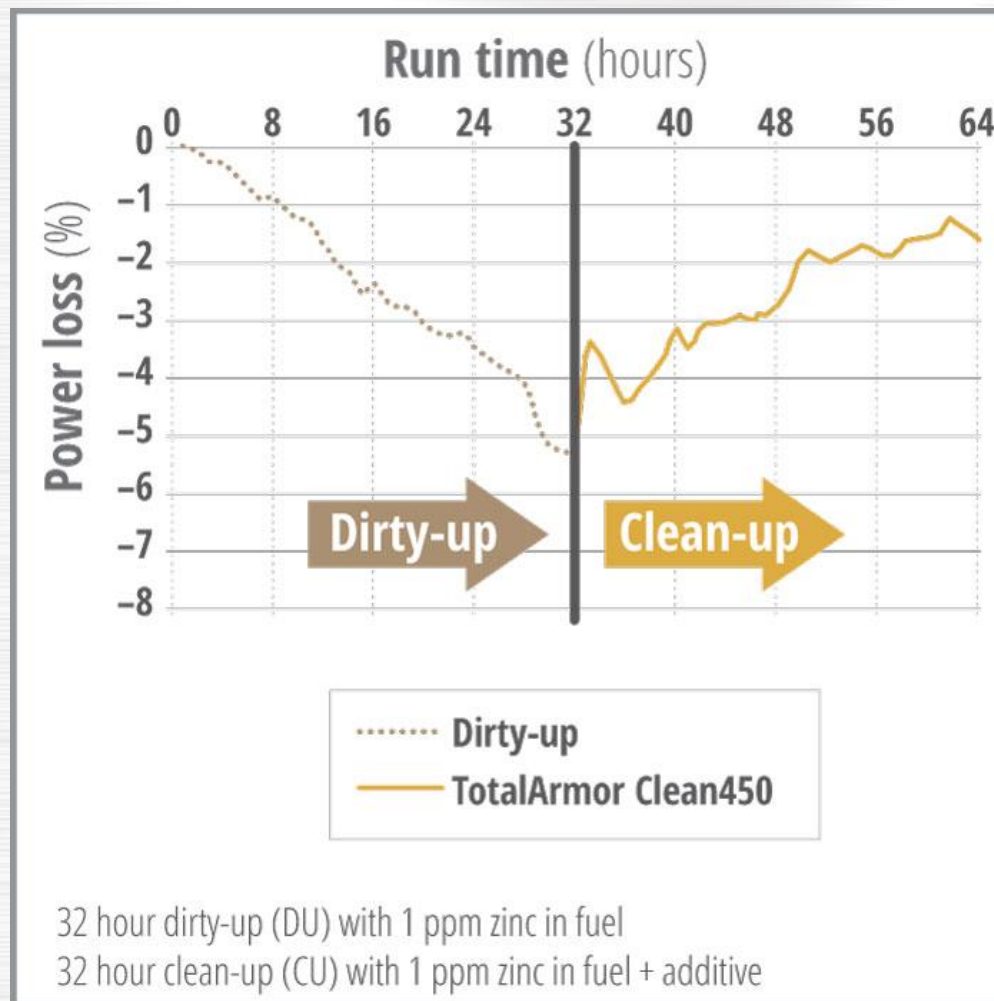 Run time (hours)
0 8 16 24 32 40 48 56 64
Power loss (%)
0
–1
–2
–3
–4
–5
–6
–7
–8
Dirty-up
Clean-up
Dirty-up
TotalArmor Clean450
32 hour dirty-up (DU) with 1 ppm zinc in fuel
32 hour clean-up (CU) with 1 ppm zinc in fuel + additive